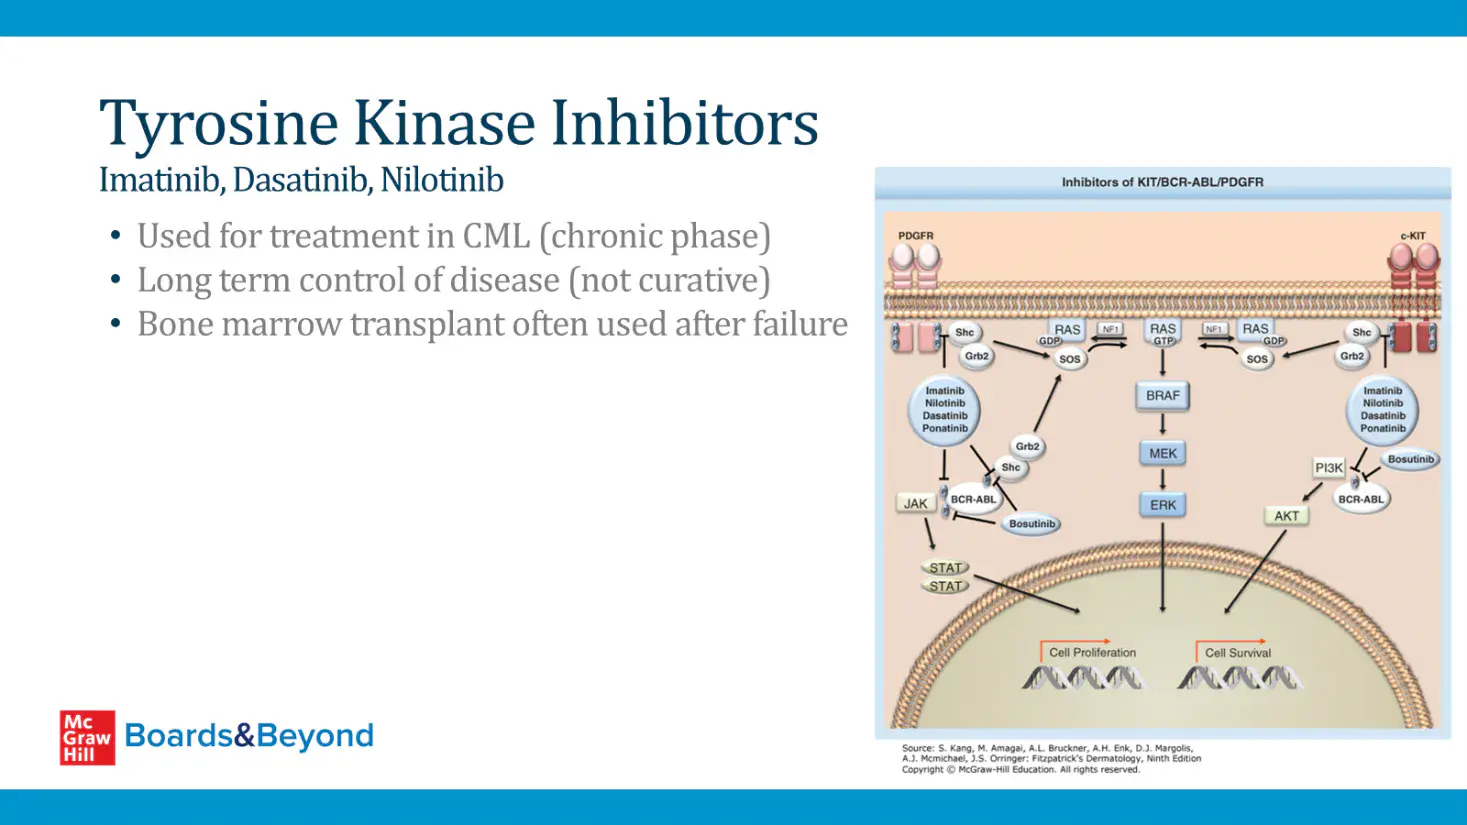 Tyrosine Kinase Inhibitors
Imatinib, Dasatinib, Nilotinib
• Used for treatment in CML (chronic phase)
• Long term control of disease (not curative)
• Bone marrow transplant often used after failure
Inhibitors of KIT/BCR-ABL/PDGFR
PDGFR
c-KIT
P
P
Shc
Grb2
RAS
GDP
SOS
NF1
RAS
GTP
NF1
RAS
GDP
SOS
Shc
Grb2
P
P
Imatinib
Nilotinib
Dasatinib
Ponatinib
BRAF
Imatinib
Nilotinib
Dasatinib
Ponatinib
Grb2
Shc
MEK
PI3K
Bosutinib
P
P
P
BCR-ABL
JAK
P
BCR-ABL
ERK
AKT
Bosutinib
STAT
STAT
Cell Proliferation
Cell Survival
Mc
Graw
Hill
Boards&Beyond
Source: S. Kang, M. Amagai, A.L. Bruckner, A.H. Enk, D.J. Margolis,
A.J. Mcmichael, J.S. Orringer: Fitzpatrick's Dermatology, Ninth Edition
Copyright © McGraw-Hill Education. All rights reserved.